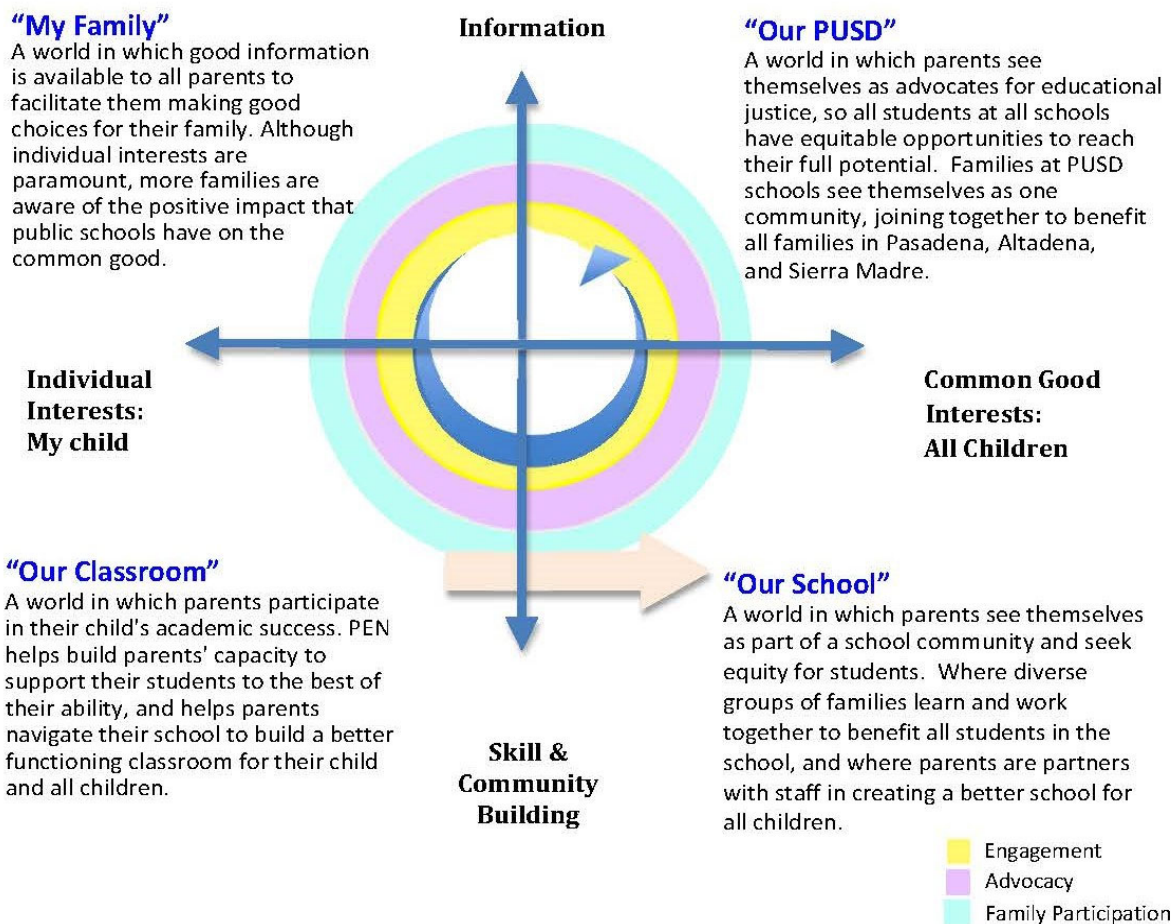 “My Family”
A world in which good information
is available to all parents to
facilitate them making good
choices for their family. Although
individual interests are
paramount, more families are
aware of the positive impact that
public schools have on the
common good.
Information
“Our PUSD”
A world in which parents see
themselves as advocates for educational
justice, so all students at all schools
have equitable opportunities to reach
their full potential. Families at PUSD
schools see themselves as one
community, joining together to benefit
all families in Pasadena, Altadena,
and Sierra Madre.
Individual
Interests:
My child
Common Good
Interests:
All Children
“Our Classroom”
A world in which parents participate
in their child's academic success. PEN
helps build parents' capacity to
support their students to the best of
their ability, and helps parents
navigate their school to build a better
functioning classroom for their child
and all children.
Skill &
Community
Building
“Our School”
A world in which parents see themselves
as part of a school community and seek
equity for students. Where diverse
groups of families learn and work
together to benefit all students in the
school, and where parents are partners
with staff in creating a better school for
all children.
Engagement
Advocacy
Family Participation